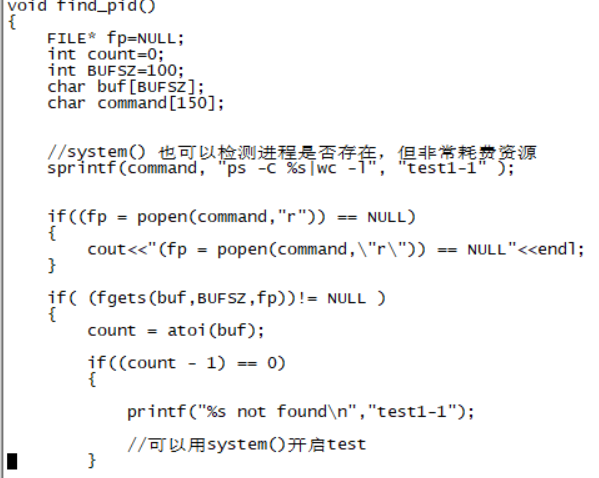 void find_pid()
{
    FILE* fp=NULL;
    int count=0;
    int BUFSZ=100;
    char buf[BUFSZ];
    char command[150];
    //system() 也可以检测进程是否存在，但非常耗费资源
    sprintf(command, "ps -C %s|wc -l", "test1-1" );
    if((fp = popen(command,"r")) == NULL)
    {
        cout<<"(fp = popen(command,\"r\")) == NULL"<<endl;
    }
    if( (fgets(buf,BUFSZ,fp))!= NULL )
    {
        count = atoi(buf);
        if((count - 1) == 0)
        {
            printf("%s not found\n","test1-1");
            //可以用system()开启test
        }